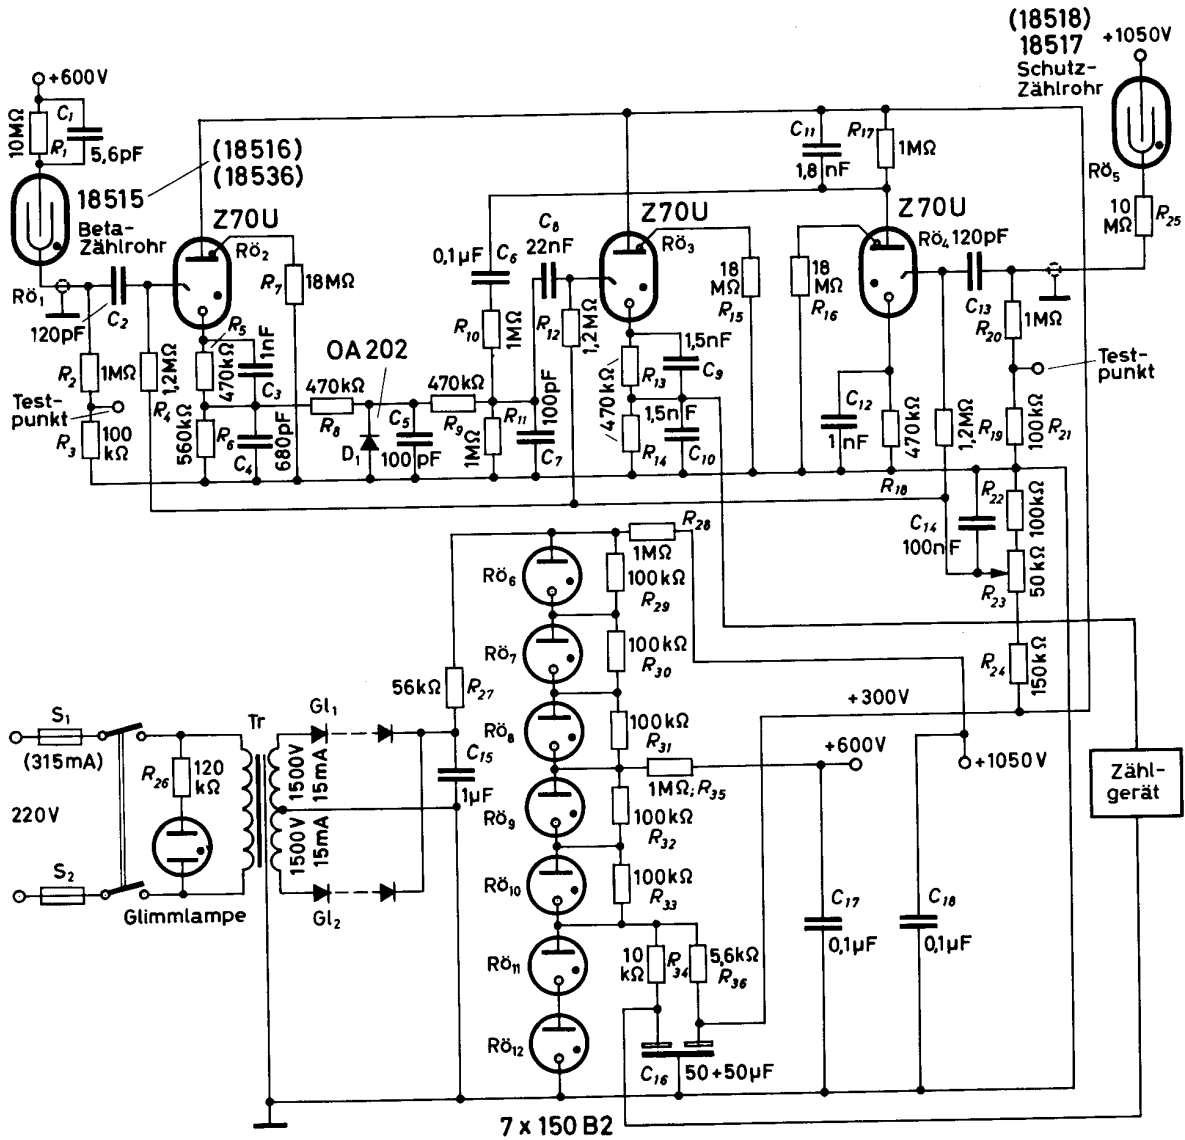 (18518)
18517
+1050V
Schutz-
Zählrohr
+600V
C1
10MΩ
R1
5,6pF
(18516)
(18536)
18515
Beta-
Zählrohr
Z70U
Rö2
Rö1
120pF
C2
R7
18MΩ
C11
1,8nF
R17
1MΩ
Rö5
10
MΩ
R25
Z70U
Rö3
Z70U
Rö4
120pF
C13
C8
22nF
0,1µF
C6
R10
1MΩ
R12
1,2MΩ
18
MΩ
R15
18
MΩ
R16
R20
1MΩ
Test-
punkt
R2
1MΩ
Test-
punkt
R3
100
kΩ
R4
1,2MΩ
R5
470kΩ
1nF
C3
560kΩ
R6
C4
680pF
OA202
470kΩ
R8
D1
C5
100pF
470kΩ
R9
R11
1MΩ
100pF
C7
1,5nF
C9
R13
470kΩ
1,5nF
R14
C10
C12
1nF
470kΩ
R18
1,2MΩ
R19
100kΩ
R21
R22
100kΩ
C14
100nF
50kΩ
R23
R24
150kΩ
R28
1MΩ
Rö6
100kΩ
R29
Rö7
100kΩ
R30
Rö8
100kΩ
R31
Rö9
100kΩ
R32
Rö10
100kΩ
R33
Rö11
Rö12
56kΩ
R27
C15
1µF
+300V
+600V
1MΩ;R35
+1050V
Zähl-
gerät
S1
(315mA)
220V
S2
R26
120
kΩ
Glimmlampe
Tr
Gl1
1500V
15mA
1500V
15mA
Gl2
10
kΩ
R34
5,6kΩ
R36
C16
50+50µF
C17
0,1µF
C18
0,1µF
7 x 150 B2